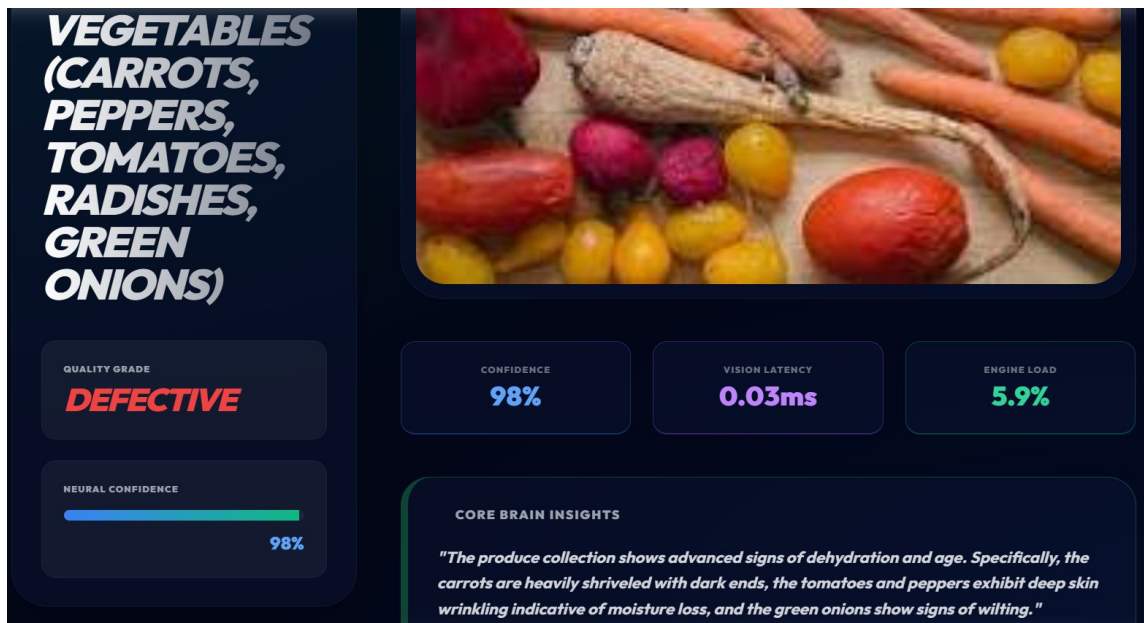 VEGETABLES
(CARROTS,
PEPPERS,
TOMATOES,
RADISHES,
GREEN
ONIONS)
QUALITY GRADE
DEFECTIVE
NEURAL CONFIDENCE
98%
CONFIDENCE
98%
VISION LATENCY
0.03ms
ENGINE LOAD
5.9%
CORE BRAIN INSIGHTS
"The produce collection shows advanced signs of dehydration and age. Specifically, the
carrots are heavily shriveled with dark ends, the tomatoes and peppers exhibit deep skin
wrinkling indicative of moisture loss, and the green onions show signs of wilting."